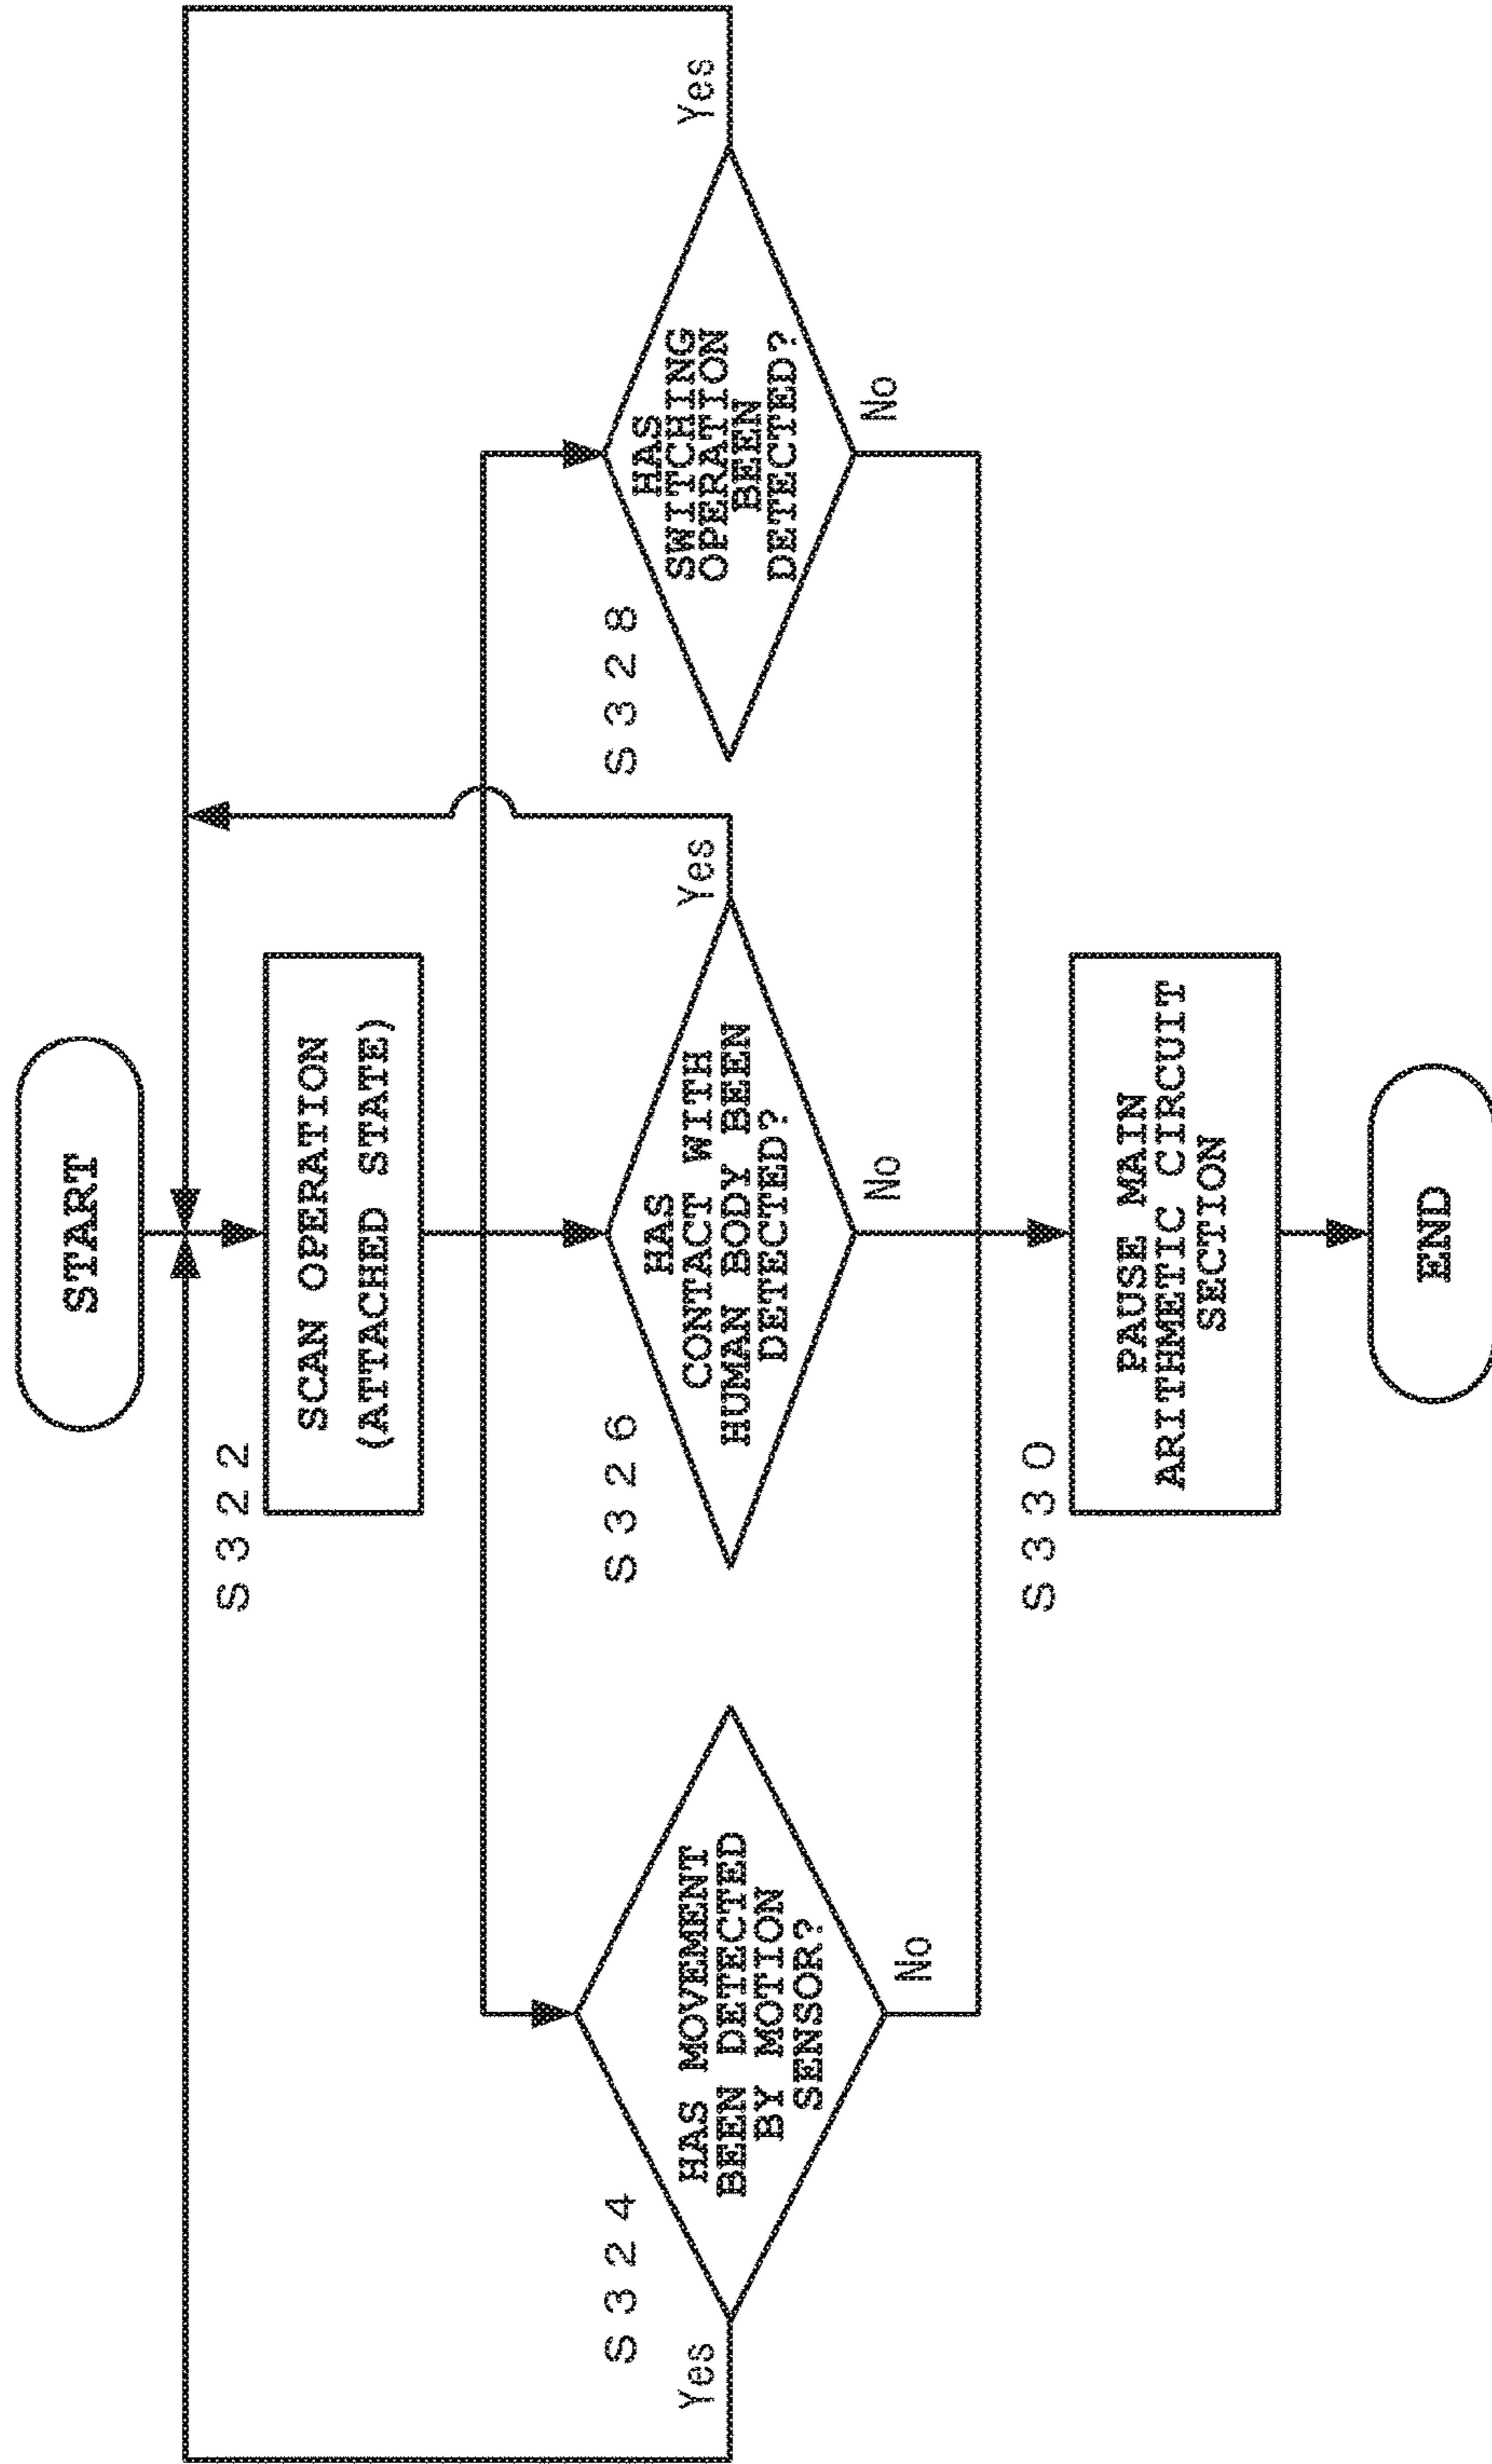 START
S322
SCAN OPERATION
(ATTACHED STATE)
S324
HAS MOVEMENT
BEEN DETECTED
BY MOTION
SENSOR?
Yes
No
S326
HAS
CONTACT WITH
HUMAN BODY BEEN
DETECTED?
Yes
No
S328
HAS
SWITCHING
OPERATION
BEEN
DETECTED?
Yes
No
S330
PAUSE MAIN
ARITHMETIC CIRCUIT
SECTION
END